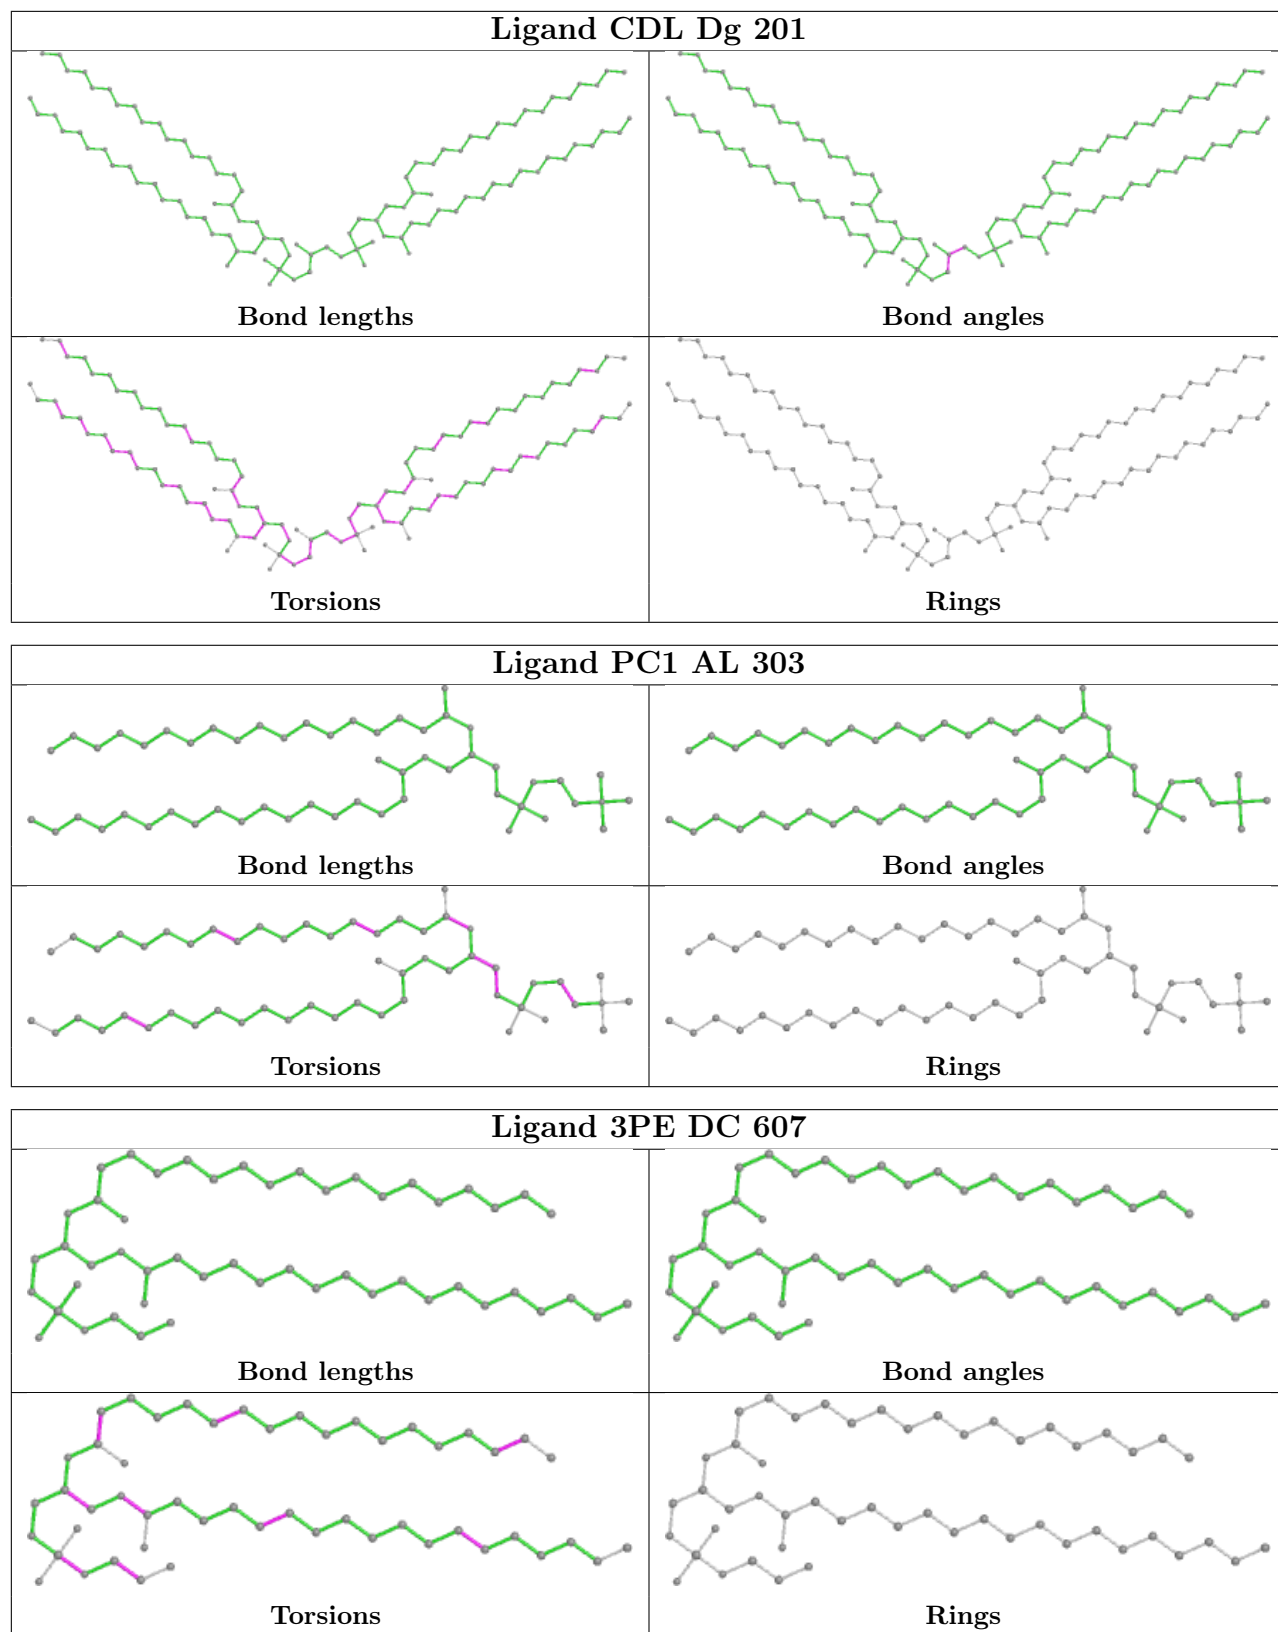 Ligand CDL Dg 201
Bond lengths
Bond angles
Torsions
Rings
Ligand PC1 AL 303
Bond lengths
Bond angles
Torsions
Rings
Ligand 3PE DC 607
Bond lengths
Bond angles
Torsions
Rings